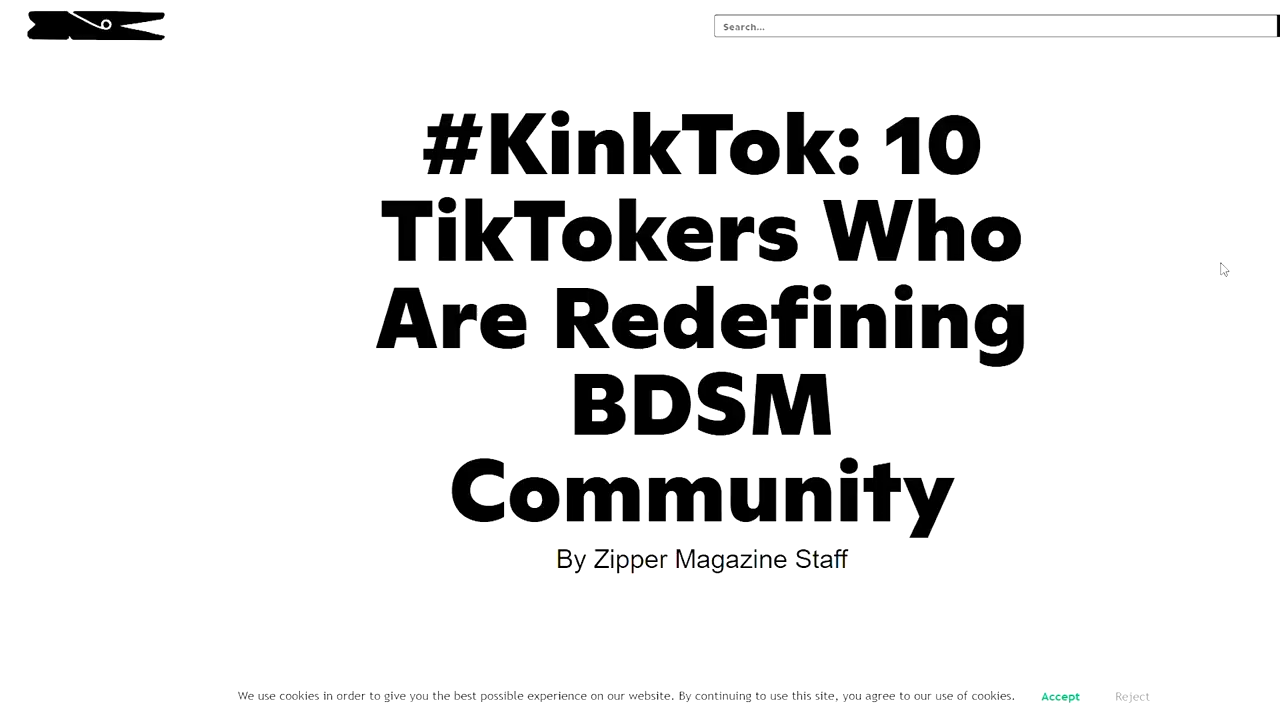 Search...
#KinkTok: 10
TikTokers Who
Are Redefining
BDSM
Community
By Zipper Magazine Staff
We use cookies in order to give you the best possible experience on our website. By continuing to use this site, you agree to our use of cookies. Accept Reject